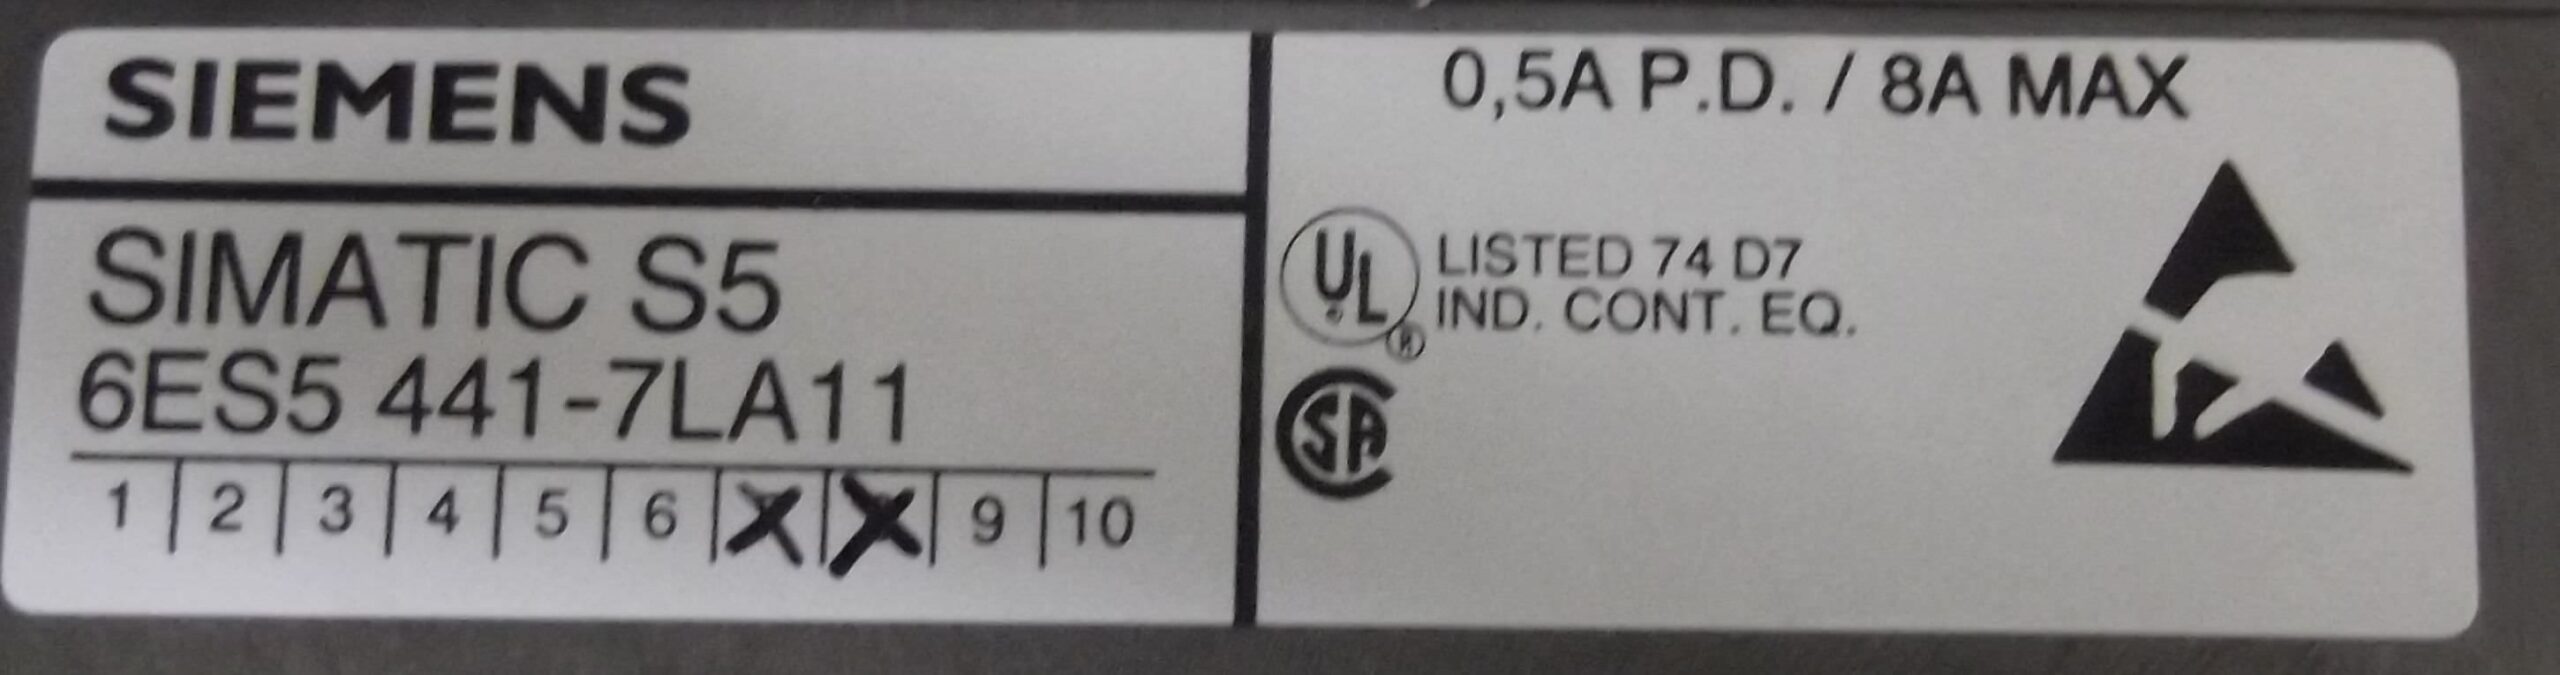 SIEMENS
SIMATIC S5
6ES5 441-7LA11
1 2 3 4 5 6 X X 9 10
0,5A P.D. / 8A MAX
UL LISTED 74 D7
® IND. CONT. EQ.
CSA